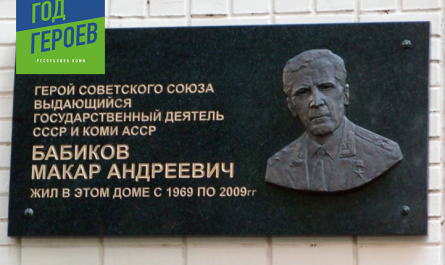 ГОД
ГЕРОЕВ
РЕСПУБЛИКА КОМИ
ГЕРОЙ СОВЕТСКОГО СОЮЗА
ВЫДАЮЩИЙСЯ
ГОСУДАРСТВЕННЫЙ ДЕЯТЕЛЬ
СССР И КОМИ АССР
БАБИКОВ
МАКАР АНДРЕЕВИЧ
ЖИЛ В ЭТОМ ДОМЕ С 1969 ПО 2009гг